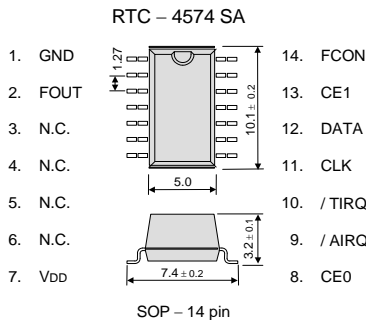 RTC – 4574 SA
1. GND
2. FOUT
3. N.C.
4. N.C.
5. N.C.
6. N.C.
7. VDD
1.27
10.1 ± 0.2
5.0
3.2 ± 0.1
7.4 ± 0.2
14. FCON
13. CE1
12. DATA
11. CLK
10. / TIRQ
9. / AIRQ
8. CE0
SOP – 14 pin